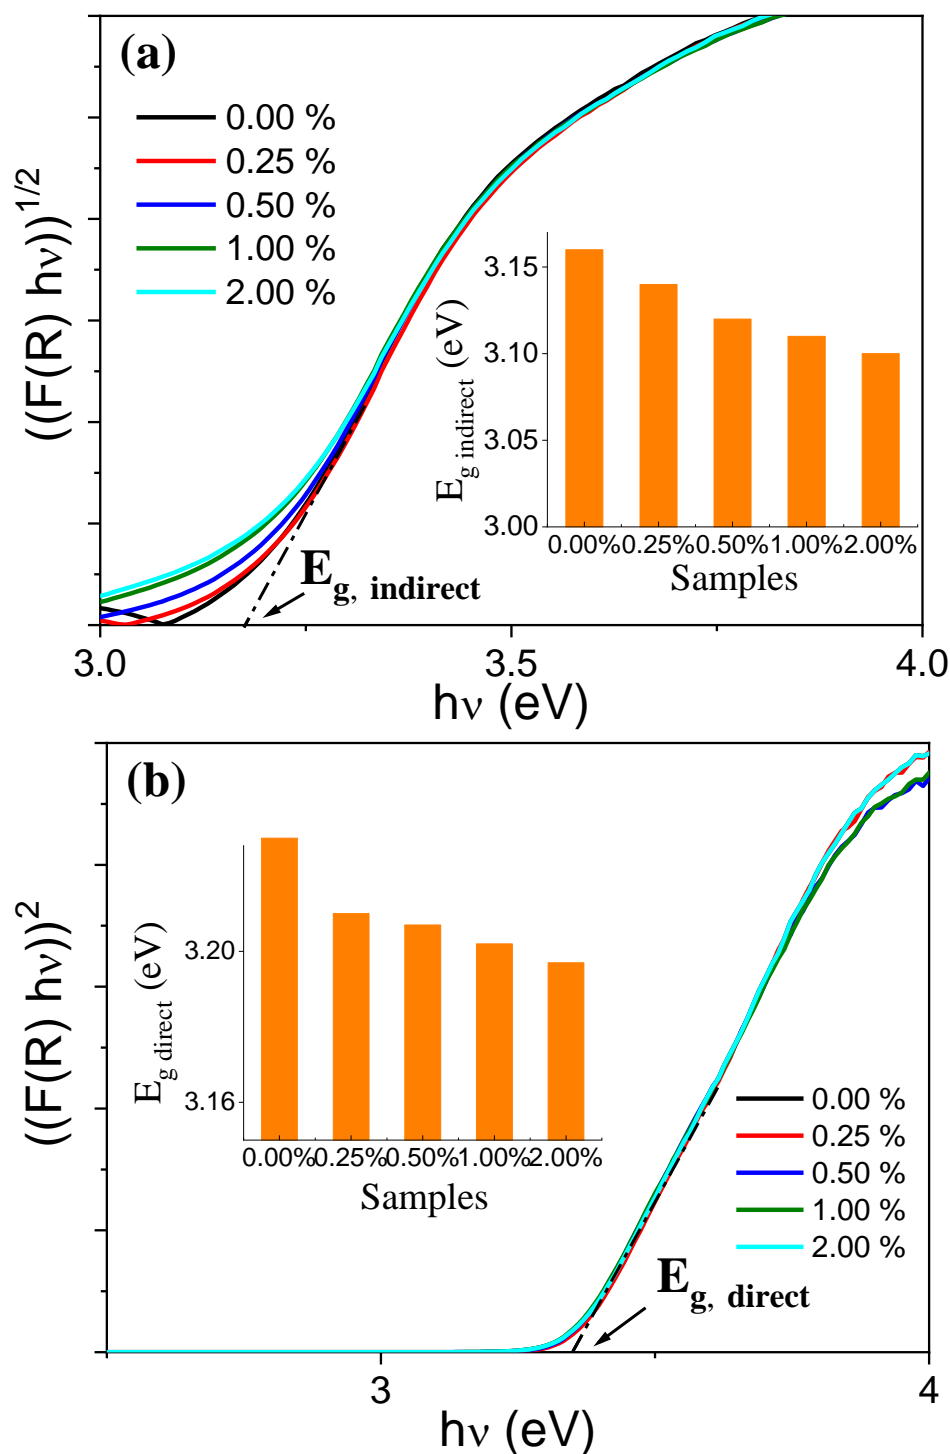 (a)
0.00 %
0.25 %
0.50 %
1.00 %
2.00 %
((F(R) hν))1/2
3.15
3.10
3.05
3.00
Eg indirect (eV)
0.00% 0.25% 0.50% 1.00% 2.00%
Samples
Eg, indirect
3.0 3.5 4.0
hν (eV)
(b)
((F(R) hν))2
3.20
3.16
Eg direct (eV)
0.00% 0.25% 0.50% 1.00% 2.00%
Samples
0.00 %
0.25 %
0.50 %
1.00 %
2.00 %
Eg, direct
3 4
hν (eV)